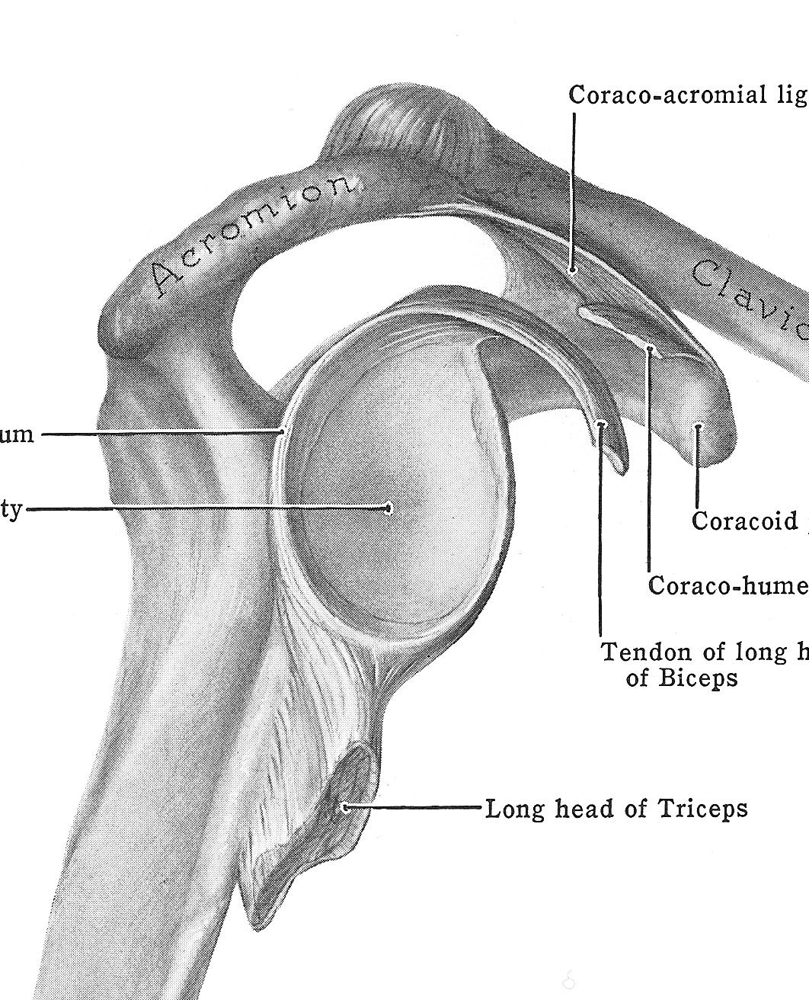 Coraco-acromial lig
Acromion
Clavic
um
ty
Coracoid
Coraco-hume
Tendon of long h
of Biceps
Long head of Triceps